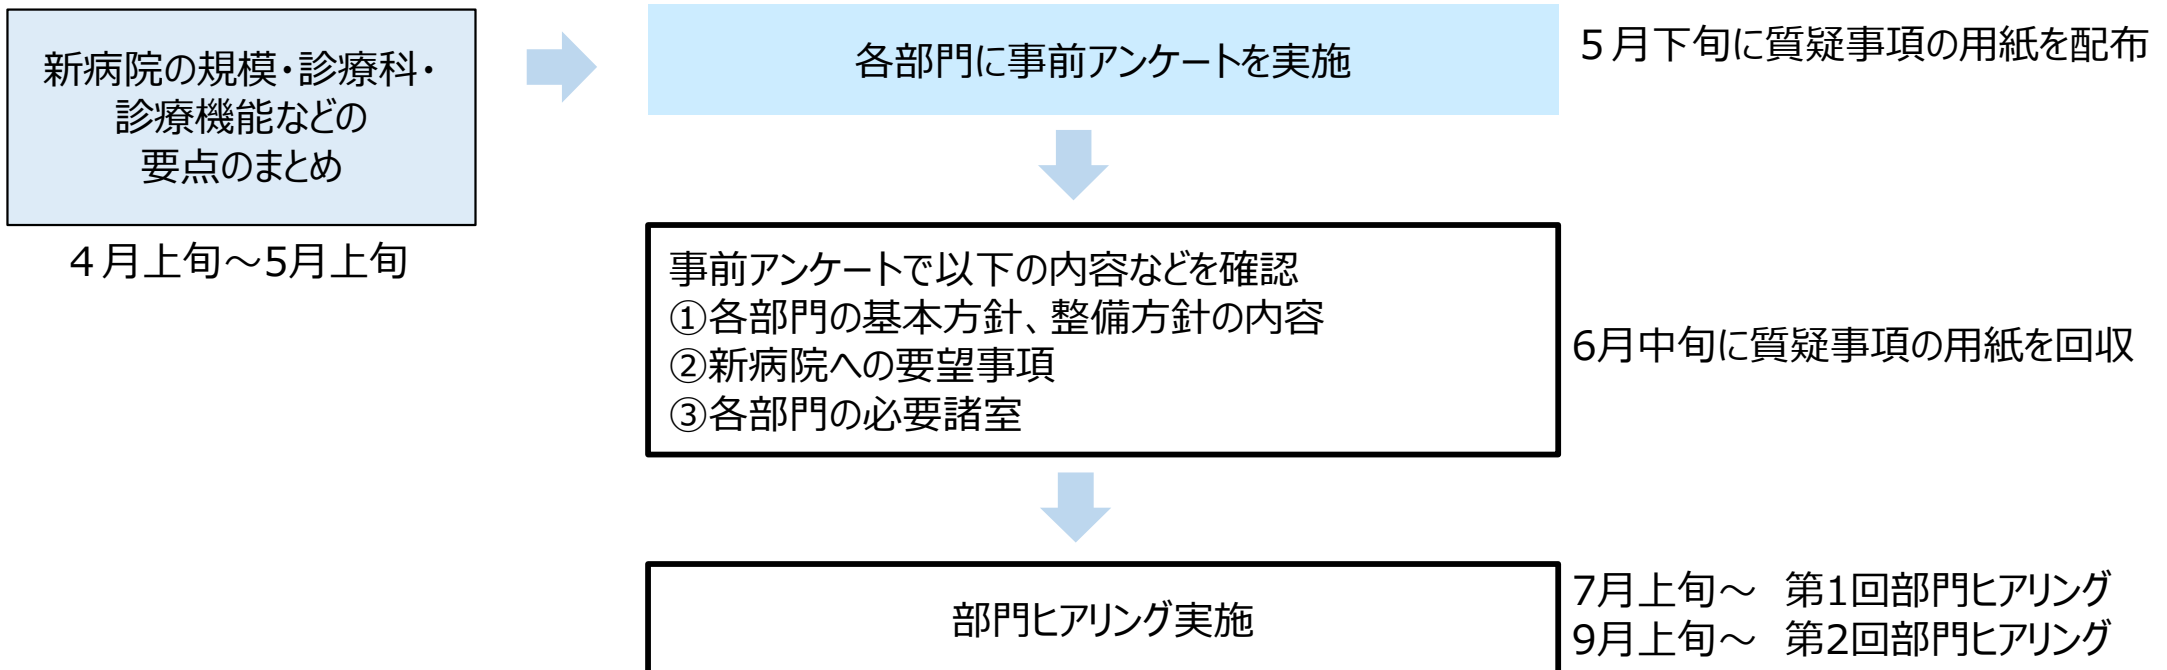 新病院の規模・診療科・
診療機能などの
要点のまとめ
４月上旬～5月上旬
各部門に事前アンケートを実施
５月下旬に質疑事項の用紙を配布
事前アンケートで以下の内容などを確認
①各部門の基本方針、整備方針の内容
②新病院への要望事項
③各部門の必要諸室
6月中旬に質疑事項の用紙を回収
部門ヒアリング実施
7月上旬～　第1回部門ヒアリング
9月上旬～　第2回部門ヒアリング